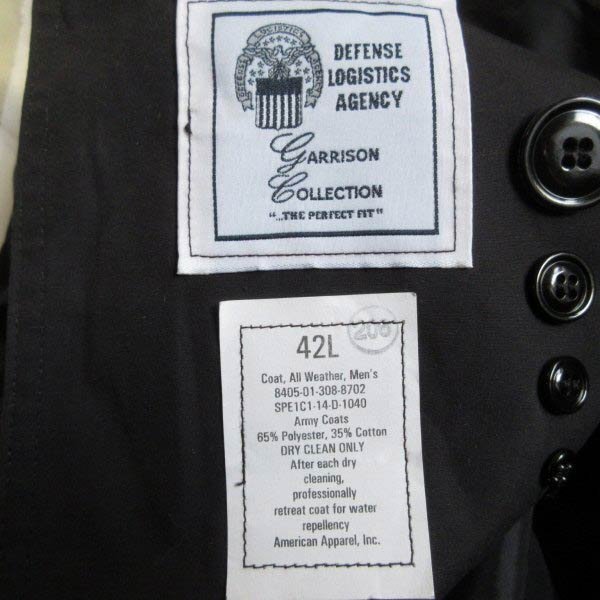 DEFENSE
LOGISTICS
AGENCY
GARRISON
COLLECTION
"...THE PERFECT FIT"
42L
Coat, All Weather, Men's
8405-01-308-8702
SPE1C1-14-D-1040
Army Coats
65% Polyester, 35% Cotton
DRY CLEAN ONLY
After each dry
cleaning,
professionally
retreat coat for water
repellency
American Apparel, Inc.